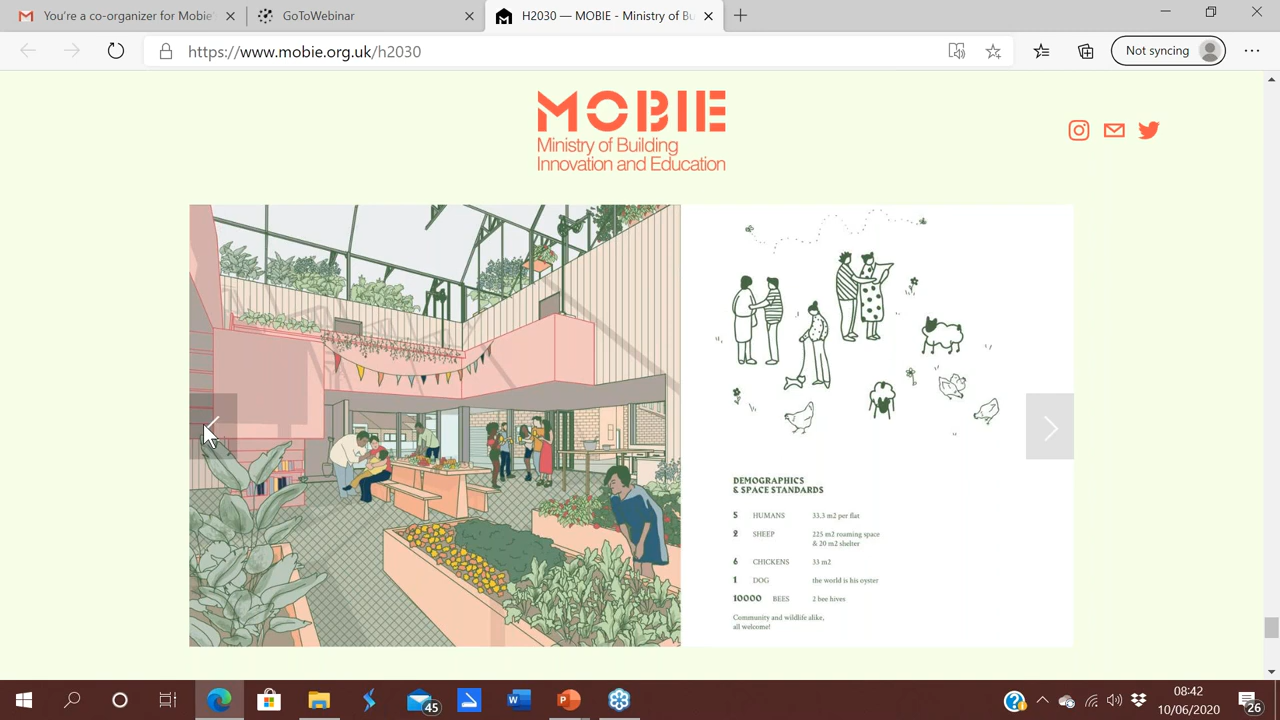 You're a co-organizer for Mobie'
GoToWebinar
H2030 — MOBIE - Ministry of Bu
https://www.mobie.org.uk/h2030
Not syncing
MOBIE
Ministry of Building
Innovation and Education
DEMOGRAPHICS
& SPACE STANDARDS
5 HUMANS 33.3 m2 per flat
2 SHEEP 225 m2 roaming space
& 20 m2 shelter
6 CHICKENS 33 m2
1 DOG the world is his oyster
10000 BEES 2 bee hives
Community and wildlife alike,
all welcome!
45
08:42
10/06/2020
26